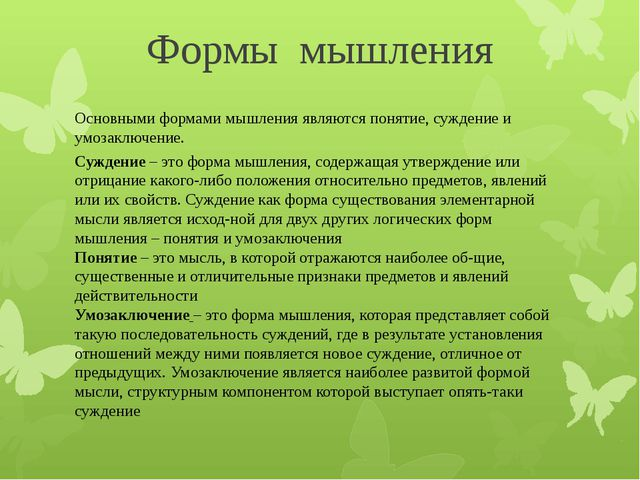 Формы мышления
Основными формами мышления являются понятие, суждение и
умозаключение.
Суждение – это форма мышления, содержащая утверждение или
отрицание какого-либо положения относительно предметов, явлений
или их свойств. Суждение как форма существования элементарной
мысли является исход-ной для двух других логических форм
мышления – понятия и умозаключения
Понятие – это мысль, в которой отражаются наиболее об-щие,
существенные и отличительные признаки предметов и явлений
действительности
Умозаключение – это форма мышления, которая представляет собой
такую последовательность суждений, где в результате установления
отношений между ними появляется новое суждение, отличное от
предыдущих. Умозаключение является наиболее развитой формой
мысли, структурным компонентом которой выступает опять-таки
суждение